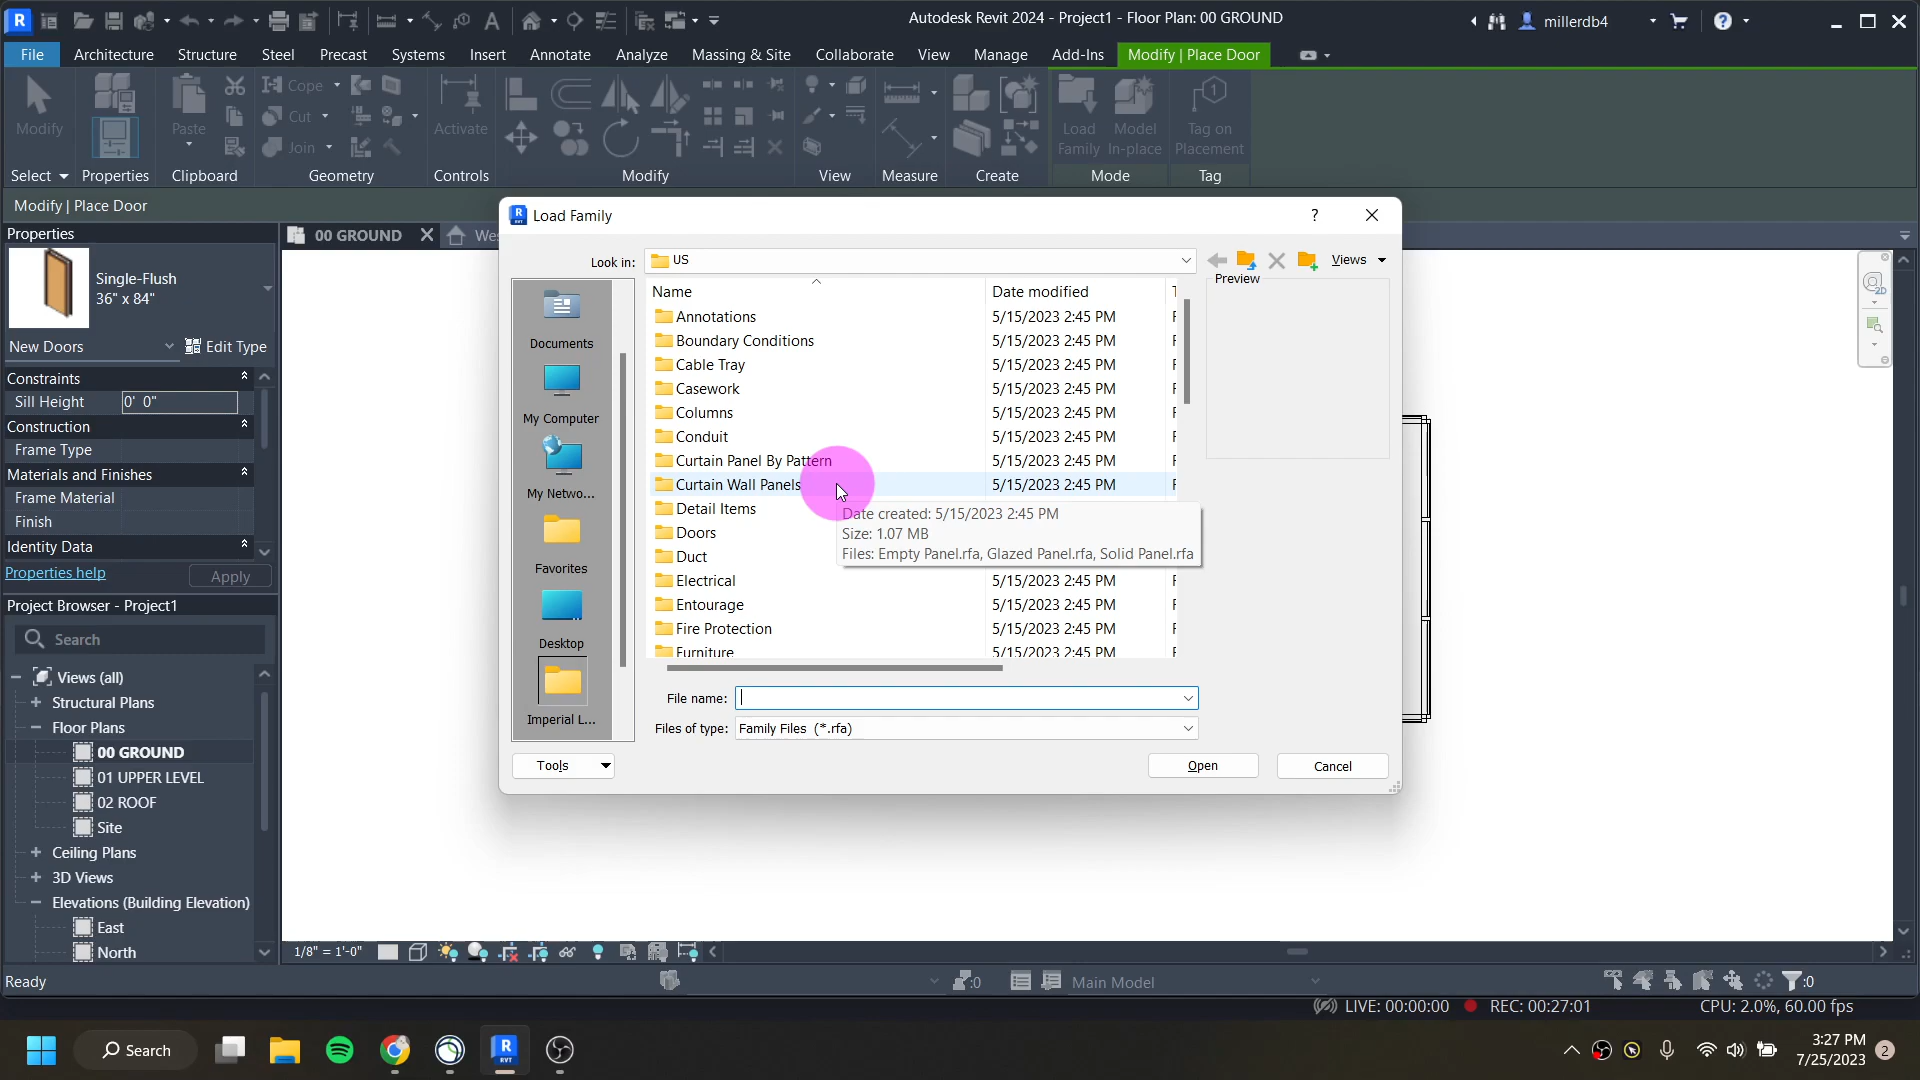 Autodesk Revit 2024 - Project1 - Floor Plan: 00 GROUND
millerdb4
File Architecture Structure Steel Precast Systems Insert Annotate Analyze Massing & Site Collaborate View Manage Add-Ins Modify | Place Door
Modify
Paste
Cope
Cut
Join
Activate
Load Family
Model In-place
Tag on Placement
Select Properties Clipboard Geometry Controls Modify View Measure Create Mode Tag
Modify | Place Door
Properties
Single-Flush
36" x 84"
New Doors
Edit Type
Constraints
Sill Height 0' 0"
Construction
Frame Type
Materials and Finishes
Frame Material
Finish
Identity Data
Properties help
Apply
Project Browser - Project1
Search
Views (all)
Structural Plans
Floor Plans
00 GROUND
01 UPPER LEVEL
02 ROOF
Site
Ceiling Plans
3D Views
Elevations (Building Elevation)
East
North
00 GROUND
Load Family
?
Look in: US
Views
Preview
Documents
My Computer
My Netwo...
Favorites
Desktop
Imperial L...
Name Date modified
Annotations 5/15/2023 2:45 PM
Boundary Conditions 5/15/2023 2:45 PM
Cable Tray 5/15/2023 2:45 PM
Casework 5/15/2023 2:45 PM
Columns 5/15/2023 2:45 PM
Conduit 5/15/2023 2:45 PM
Curtain Panel By Pattern 5/15/2023 2:45 PM
Curtain Wall Panels 5/15/2023 2:45 PM
Detail Items
Doors
Duct
Date created: 5/15/2023 2:45 PM
Size: 1.07 MB
Files: Empty Panel.rfa, Glazed Panel.rfa, Solid Panel.rfa
Electrical 5/15/2023 2:45 PM
Entourage 5/15/2023 2:45 PM
Fire Protection 5/15/2023 2:45 PM
Furniture 5/15/2023 2:45 PM
File name:
Files of type: Family Files (*.rfa)
Tools
Open
Cancel
1/8" = 1'-0"
Ready
:0
Main Model
:0
LIVE: 00:00:00 REC: 00:27:01 CPU: 2.0%, 60.00 fps
Search
3:27 PM
7/25/2023
2